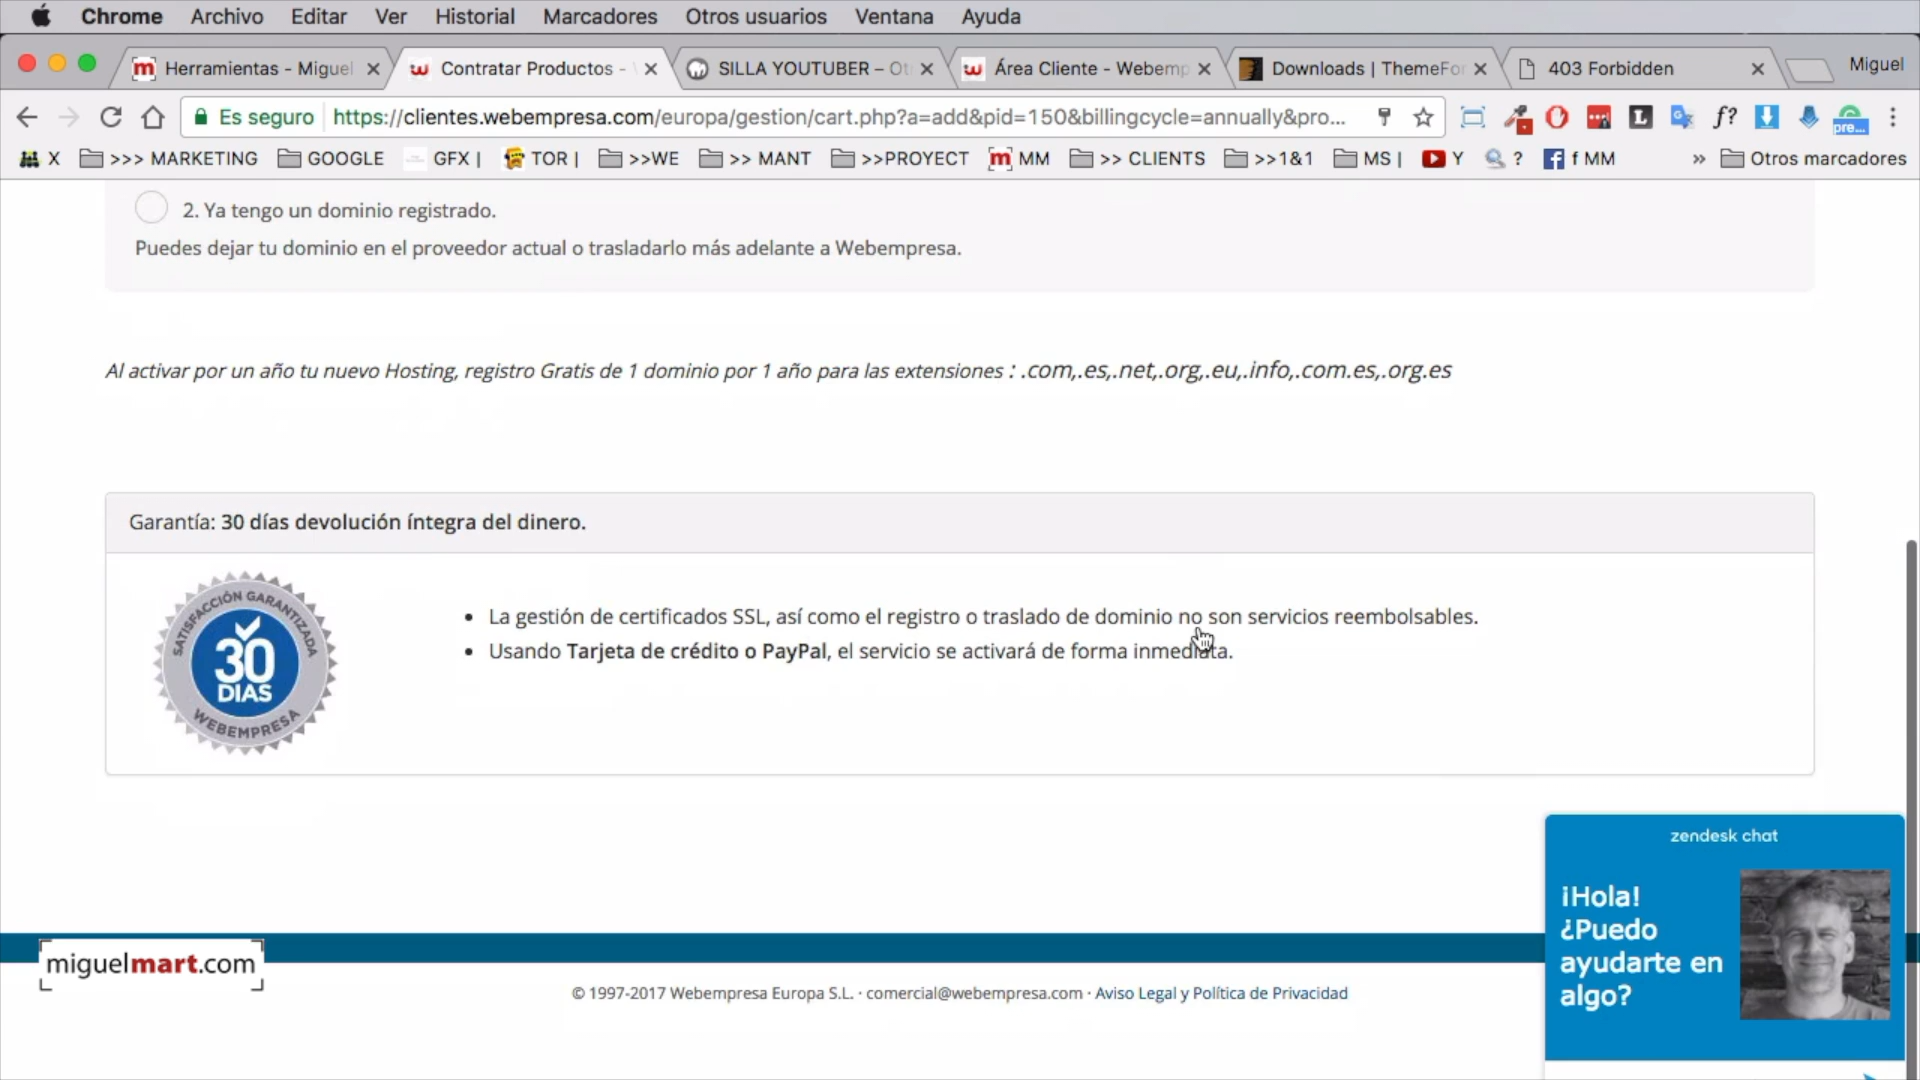 Chrome Archivo Editar Ver Historial Marcadores Otros usuarios Ventana Ayuda
Herramientas - Miguel Contratar Productos - SILLA YOUTUBER – Ot Área Cliente - Webemp Downloads | ThemeFor 403 Forbidden Miguel
Es seguro https://clientes.webempresa.com/europa/gestion/cart.php?a=add&pid=150&billingcycle=annually&pro... f? pre...
X >>> MARKETING GOOGLE GFX | TOR | >>WE >> MANT >>PROYECT MM >> CLIENTS >>1&1 MS | Y ? f MM » Otros marcadores
2. Ya tengo un dominio registrado.
Puedes dejar tu dominio en el proveedor actual o trasladarlo más adelante a Webempresa.
Al activar por un año tu nuevo Hosting, registro Gratis de 1 dominio por 1 año para las extensiones : .com,.es,.net,.org,.eu,.info,.com.es,.org.es
Garantía: 30 días devolución íntegra del dinero.
SATISFACCIÓN GARANTIZADA
30
DIAS
WEBEMPRESA
• La gestión de certificados SSL, así como el registro o traslado de dominio no son servicios reembolsables.
• Usando Tarjeta de crédito o PayPal, el servicio se activará de forma inmediata.
zendesk chat
¡Hola!
¿Puedo
ayudarte en
algo?
miguelmart.com
© 1997-2017 Webempresa Europa S.L. · comercial@webempresa.com · Aviso Legal y Política de Privacidad